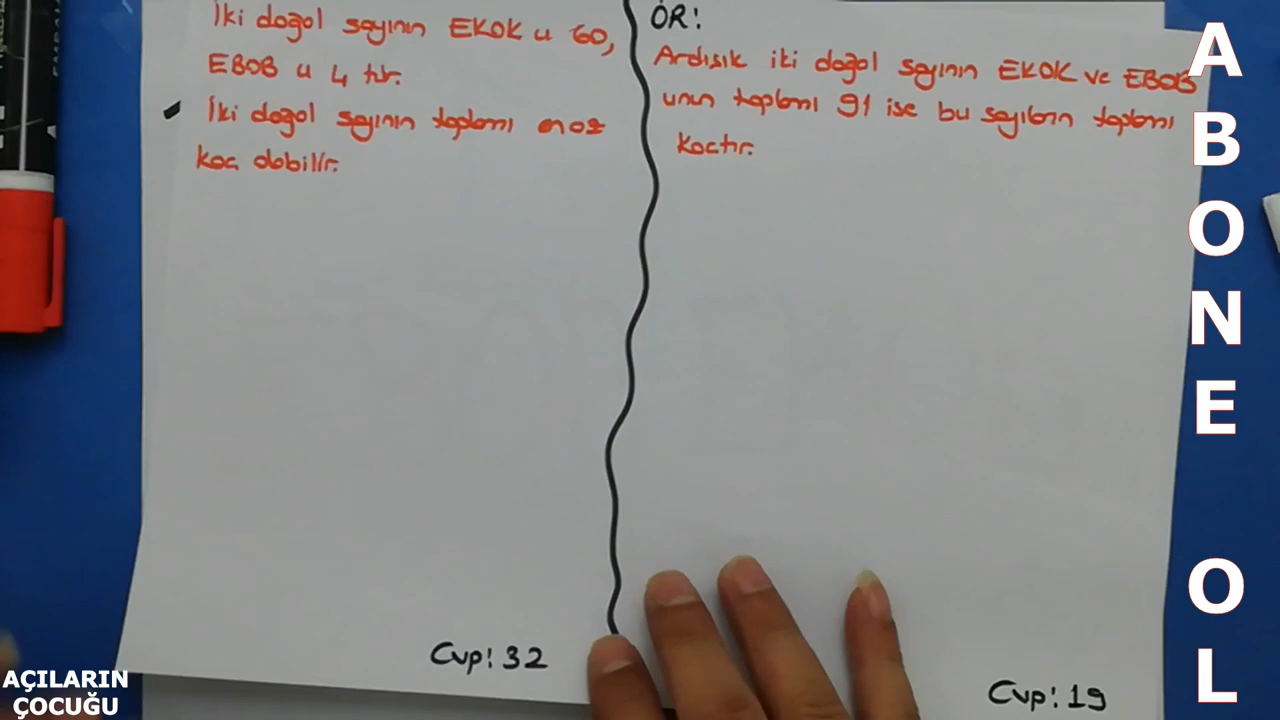 İki doğal sayının EKOK u 60,
EBOB u 4 tür.
İki doğal sayının toplamı en az
kaç olabilir.
ÖR!
Ardışık iki doğal sayının EKOK ve EBOB
unun toplamı 91 ise bu sayıların toplamı
kaçtır.
Cvp! 32
Cvp! 19
ABONE OL
AÇILARIN
ÇOCUĞU